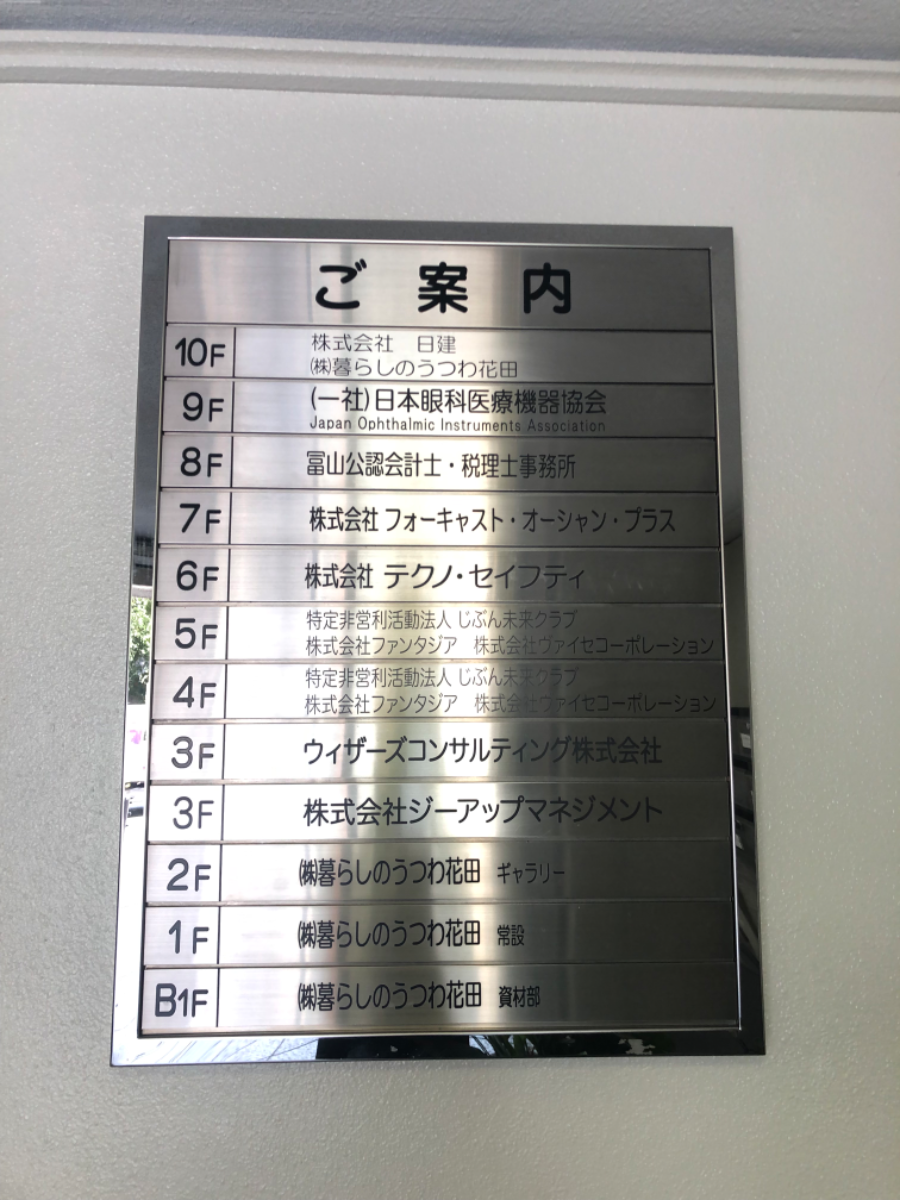 ご案内
10F 株式会社 日建
㈱暮らしのうつわ花田
9F (一社)日本眼科医療機器協会
Japan Ophthalmic Instruments Association
8F 冨山公認会計士・税理士事務所
7F 株式会社 フォーキャスト・オーシャン・プラス
6F 株式会社 テクノ・セイフティ
5F 特定非営利活動法人 じぶん未来クラブ
株式会社ファンタジア 株式会社ヴァイセコーポレーション
4F 特定非営利活動法人 じぶん未来クラブ
株式会社ファンタジア 株式会社ヴァイセコーポレーション
3F ウィザーズコンサルティング株式会社
3F 株式会社ジーアップマネジメント
2F ㈱暮らしのうつわ花田 ギャラリー
1F ㈱暮らしのうつわ花田 常設
B1F ㈱暮らしのうつわ花田 資材部